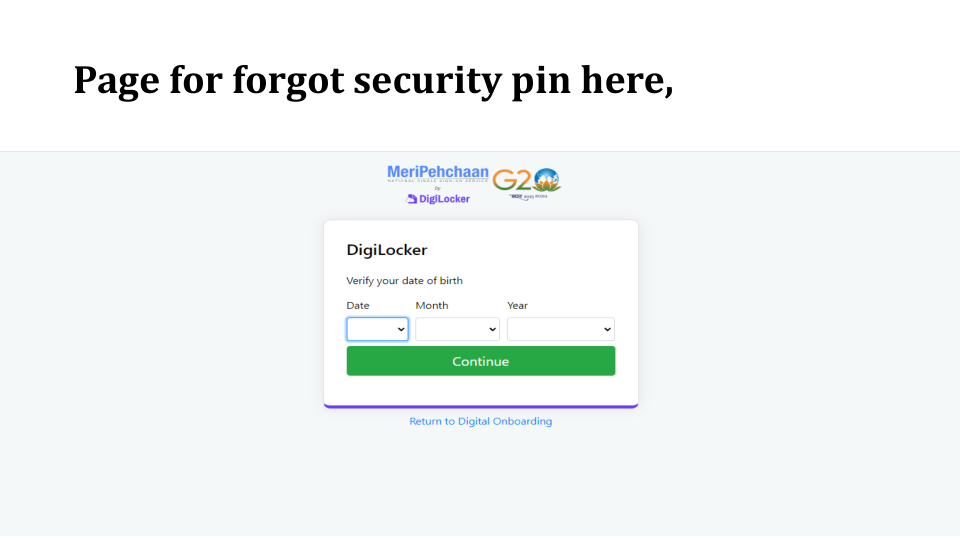 Page for forgot security pin here,
MeriPehchaan
NATIONAL SINGLE SIGN-ON SERVICE
by
DigiLocker
G20
DigiLocker
Verify your date of birth
Date Month Year
Continue
Return to Digital Onboarding